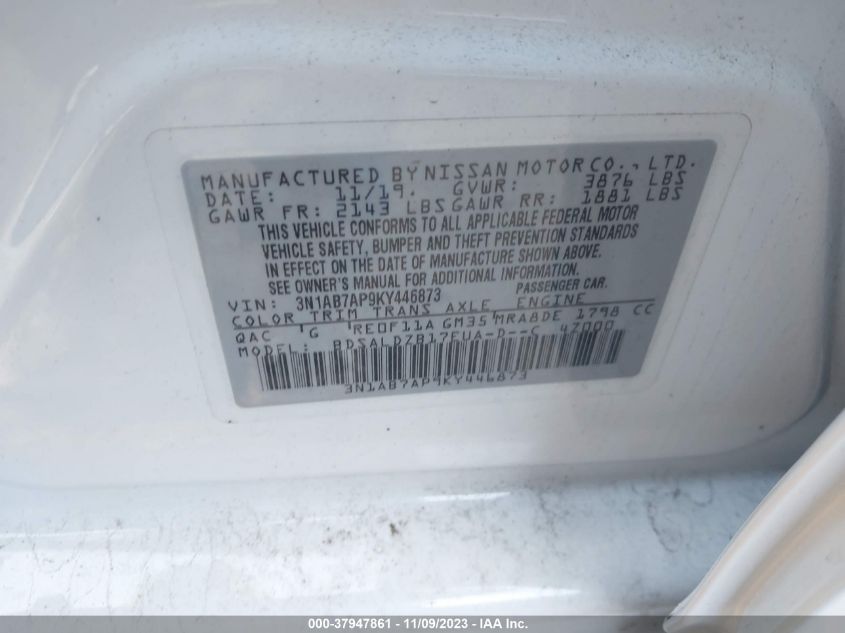 MANUFACTURED BY NISSAN MOTOR CO., LTD.
DATE: 11/19. GVWR: 3876 LBS
GAWR FR: 2143 LBS GAWR RR: 1881 LBS
THIS VEHICLE CONFORMS TO ALL APPLICABLE FEDERAL MOTOR
VEHICLE SAFETY, BUMPER AND THEFT PREVENTION STANDARDS
IN EFFECT ON THE DATE OF MANUFACTURE SHOWN ABOVE.
SEE OWNER'S MANUAL FOR ADDITIONAL INFORMATION.
VIN: 3N1AB7AP9KY446873 PASSENGER CAR.
COLOR TRIM TRANS AXLE ENGINE
QAC G RE0F11A GM35 MRA8DE 1798 CC
MODEL: BDSALDZB17EUA-D--C 47000
3N1AB7AP9KY446873
000-37947861 - 11/09/2023 - IAA Inc.